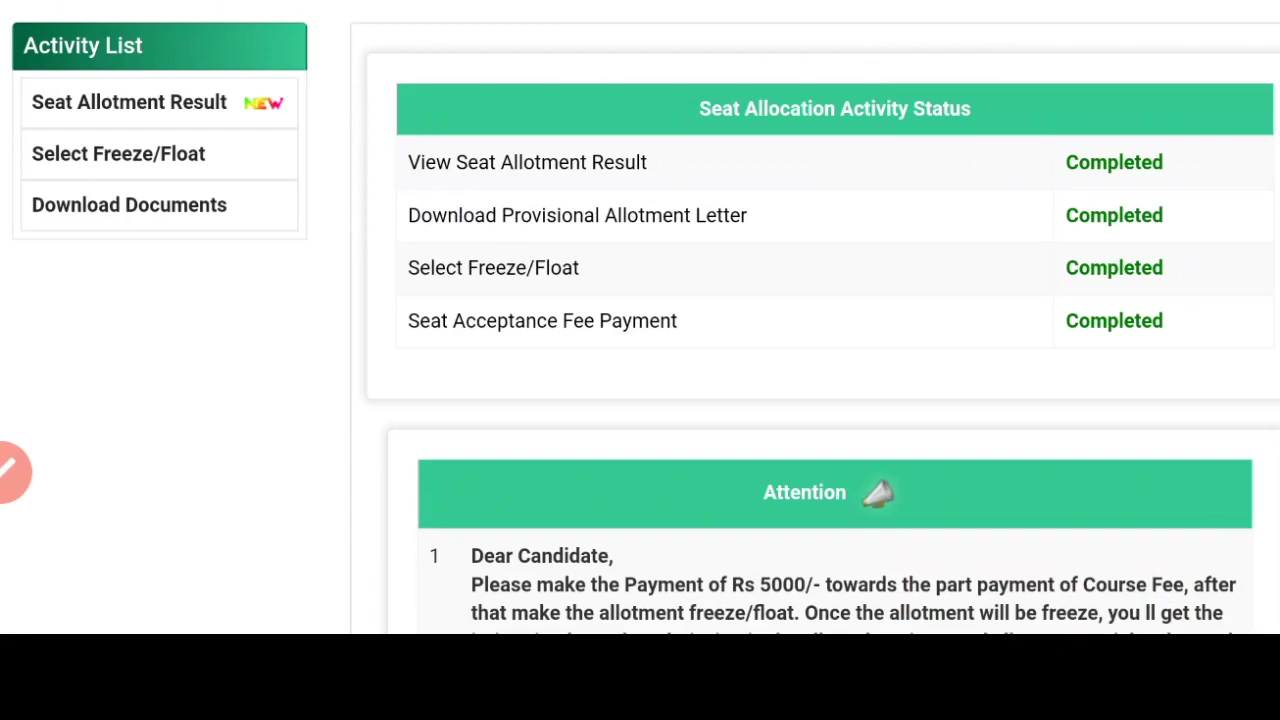 Activity List
Seat Allotment Result NEW
Select Freeze/Float
Download Documents
Seat Allocation Activity Status
View Seat Allotment Result Completed
Download Provisional Allotment Letter Completed
Select Freeze/Float Completed
Seat Acceptance Fee Payment Completed
Attention
1 Dear Candidate,
Please make the Payment of Rs 5000/- towards the part payment of Course Fee, after
that make the allotment freeze/float. Once the allotment will be freeze, you ll get the